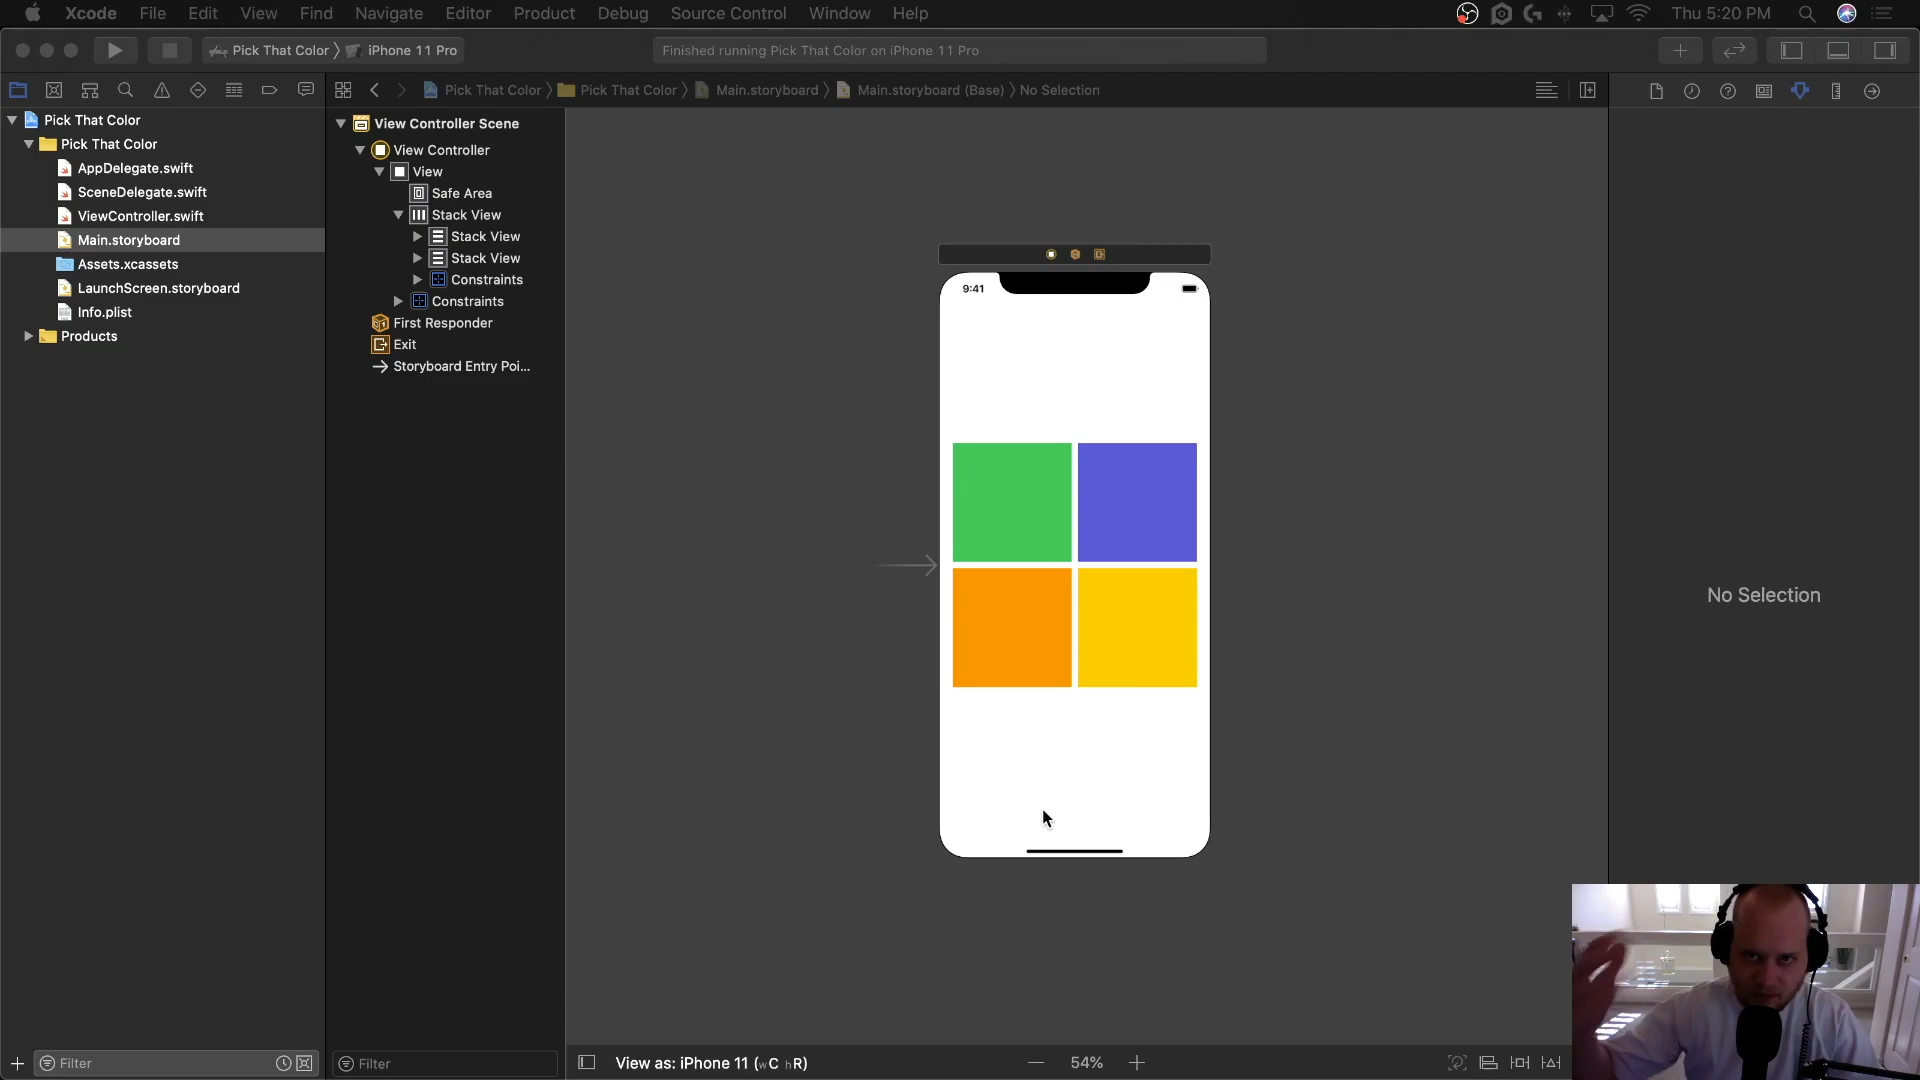 Xcode File Edit View Find Navigate Editor Product Debug Source Control Window Help Thu 5:20 PM
Pick That Color iPhone 11 Pro Finished running Pick That Color on iPhone 11 Pro
Pick That Color Pick That Color Main.storyboard Main.storyboard (Base) No Selection
Pick That Color
Pick That Color
AppDelegate.swift
SceneDelegate.swift
ViewController.swift
Main.storyboard
Assets.xcassets
LaunchScreen.storyboard
Info.plist
Products
View Controller Scene
View Controller
View
Safe Area
Stack View
Stack View
Stack View
Constraints
Constraints
First Responder
Exit
Storyboard Entry Poi...
9:41
No Selection
Filter
Filter
View as: iPhone 11 (wC hR) 54%